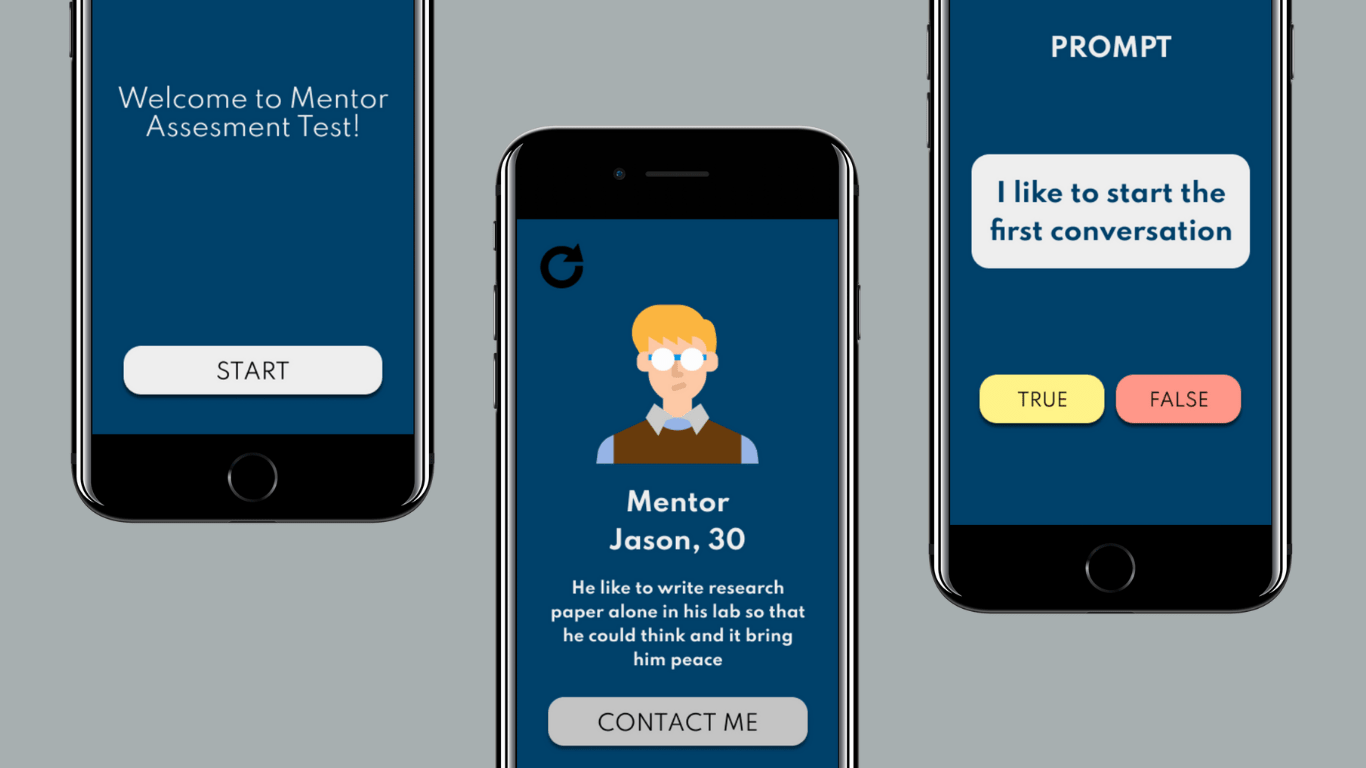 Welcome to Mentor
Assesment Test!
START
Mentor
Jason, 30
He like to write research
paper alone in his lab so that
he could think and it bring
him peace
CONTACT ME
PROMPT
I like to start the
first conversation
TRUE
FALSE